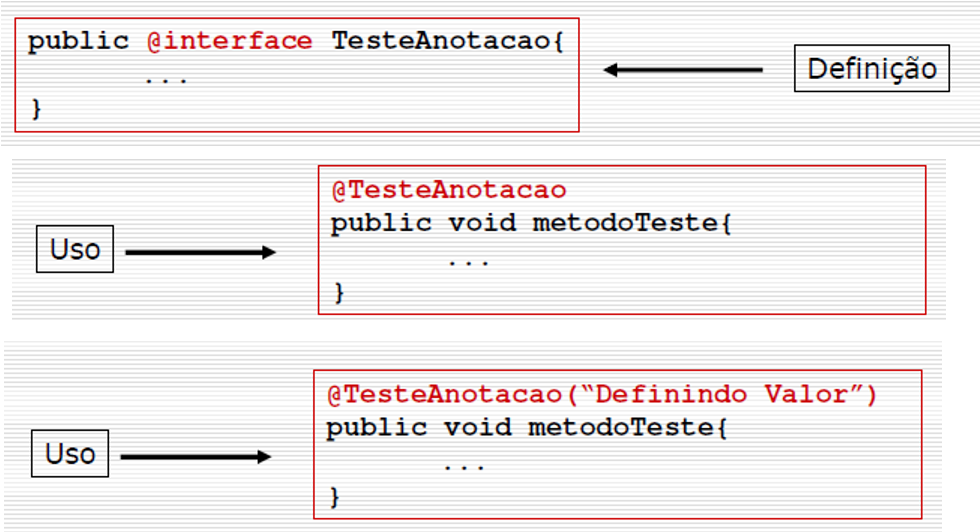 public @interface TesteAnotacao{
...
}
Definição
@TesteAnotacao
public void metodoTeste{
...
}
Uso
@TesteAnotacao(“Definindo Valor”)
public void metodoTeste{
...
}
Uso